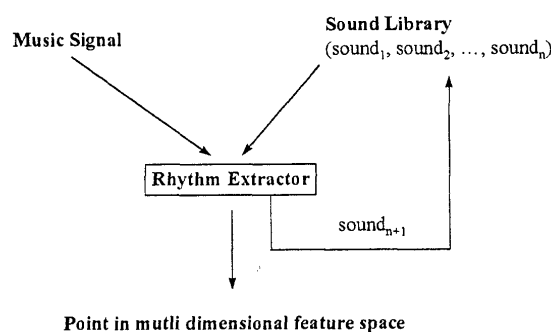 Music Signal
Sound Library
(sound₁, sound₂, ..., soundₙ)
Rhythm Extractor
soundₙ₊₁
Point in mutli dimensional feature space